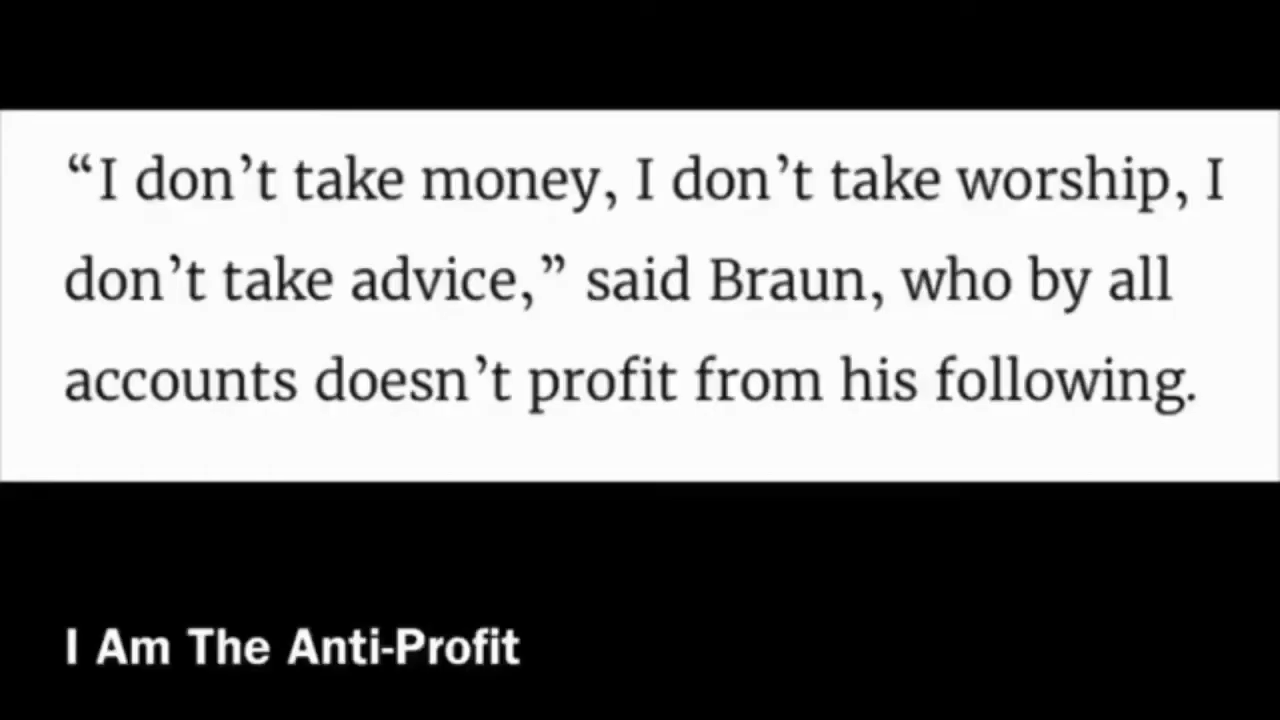 “I don’t take money, I don’t take worship, I
don’t take advice,” said Braun, who by all
accounts doesn’t profit from his following.
I Am The Anti-Profit